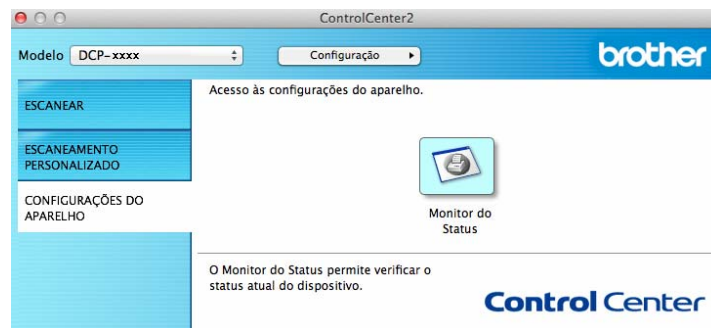 ControlCenter2
Modelo DCP-xxxx Configuração brother
ESCANEAR
ESCANEAMENTO
PERSONALIZADO
CONFIGURAÇÕES DO
APARELHO
Acesso às configurações do aparelho.
Monitor do
Status
O Monitor do Status permite verificar o
status atual do dispositivo.
Control Center